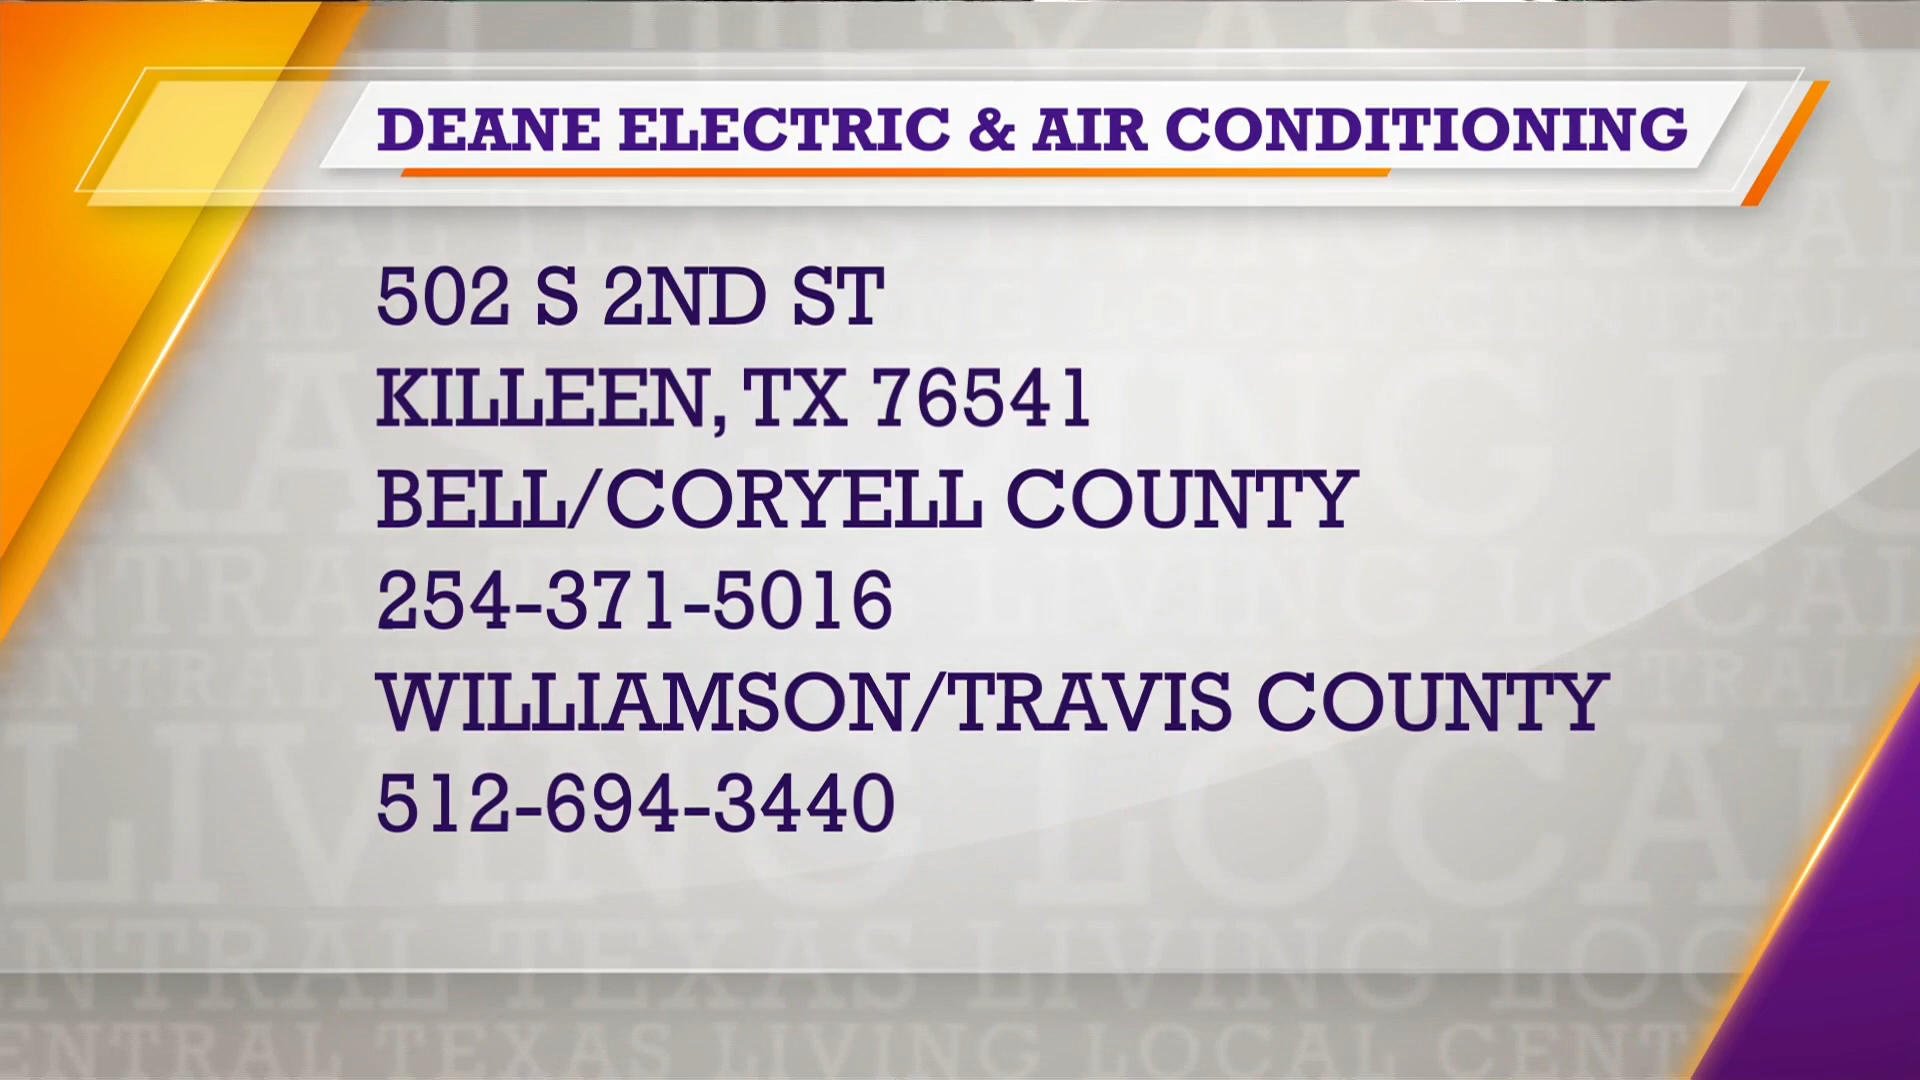 DEANE ELECTRIC & AIR CONDITIONING
502 S 2ND ST
KILLEEN, TX 76541
BELL/CORYELL COUNTY
254-371-5016
WILLIAMSON/TRAVIS COUNTY
512-694-3440